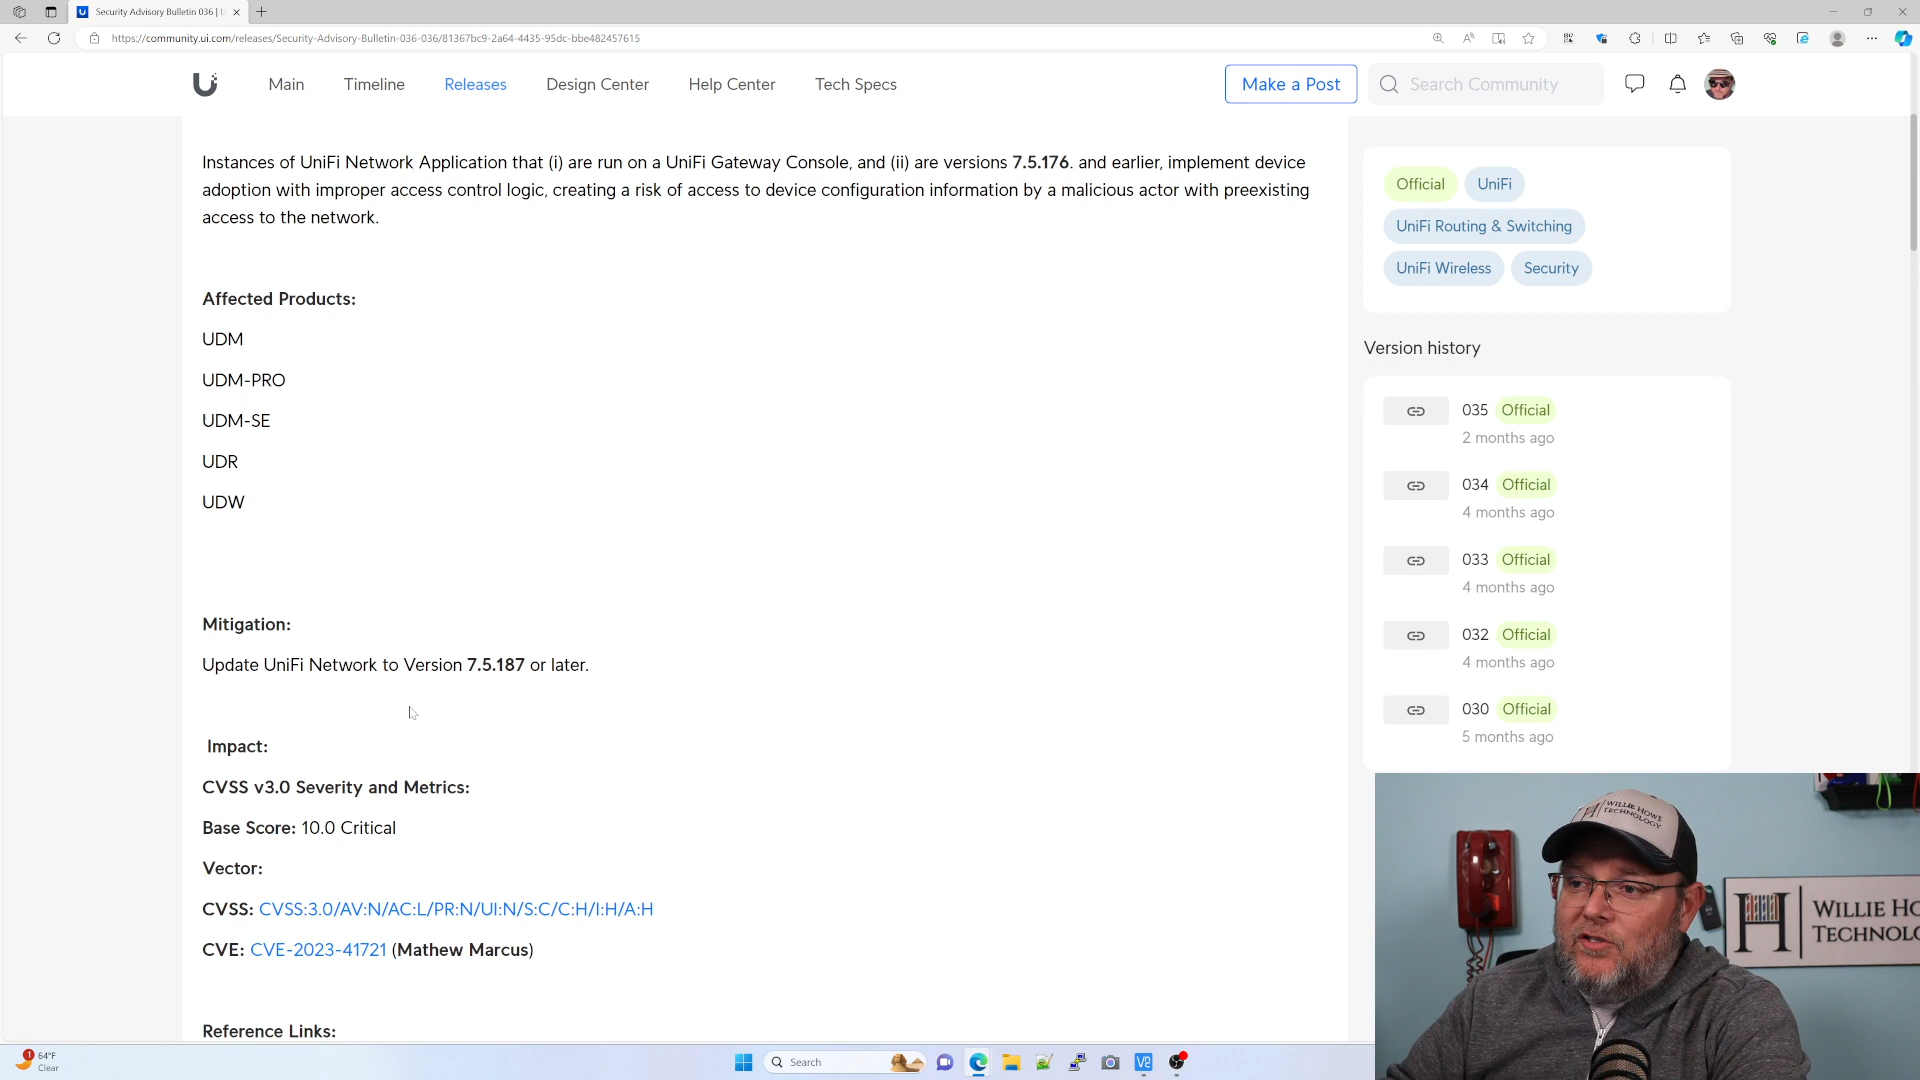 Security Advisory Bulletin 036 | U
https://community.ui.com/releases/Security-Advisory-Bulletin-036-036/81367bc9-2a64-4435-95dc-bbe482457615
Main
Timeline
Releases
Design Center
Help Center
Tech Specs
Make a Post
Search Community
Instances of UniFi Network Application that (i) are run on a UniFi Gateway Console, and (ii) are versions 7.5.176. and earlier, implement device
adoption with improper access control logic, creating a risk of access to device configuration information by a malicious actor with preexisting
access to the network.
Affected Products:
UDM
UDM-PRO
UDM-SE
UDR
UDW
Mitigation:
Update UniFi Network to Version 7.5.187 or later.
Impact:
CVSS v3.0 Severity and Metrics:
Base Score: 10.0 Critical
Vector:
CVSS: CVSS:3.0/AV:N/AC:L/PR:N/UI:N/S:C/C:H/I:H/A:H
CVE: CVE-2023-41721 (Mathew Marcus)
Reference Links:
Official
UniFi
UniFi Routing & Switching
UniFi Wireless
Security
Version history
035 Official
2 months ago
034 Official
4 months ago
033 Official
4 months ago
032 Official
4 months ago
030 Official
5 months ago
WILLIE HOWE
TECHNOLOGY
WILLIE HO
TECHNOLO
1
64°F
Clear
Search